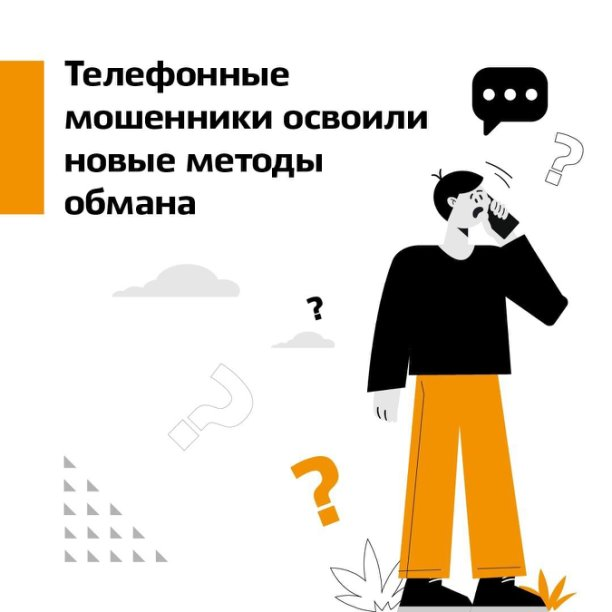 Телефонные
мошенники освоили
новые методы
обмана
?
?
?
?